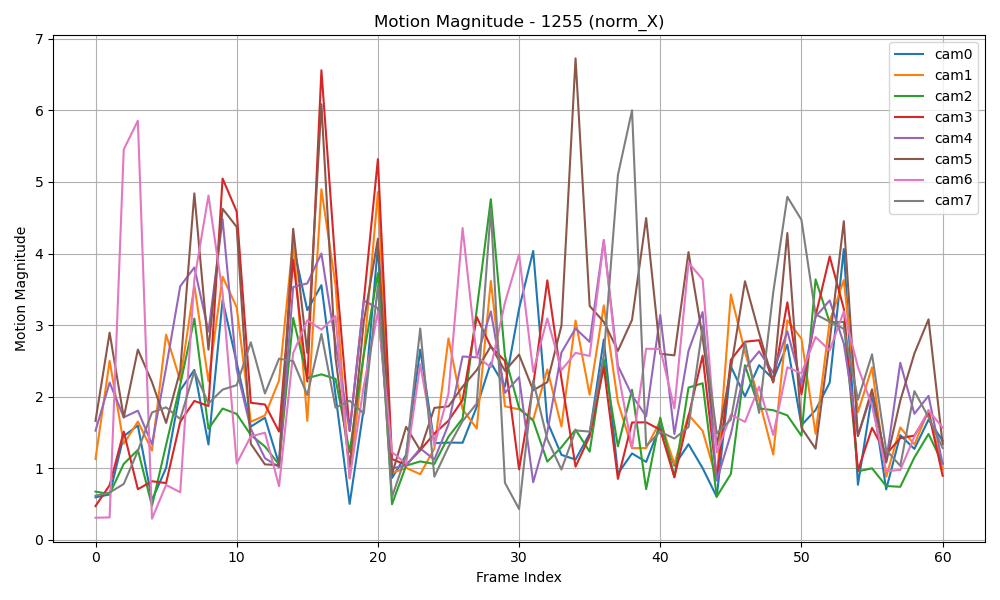 Motion Magnitude - 1255 (norm_X)
Motion Magnitude
7
6
5
4
3
2
1
0
cam0
cam1
cam2
cam3
cam4
cam5
cam6
cam7
0 10 20 30 40 50 60
Frame Index